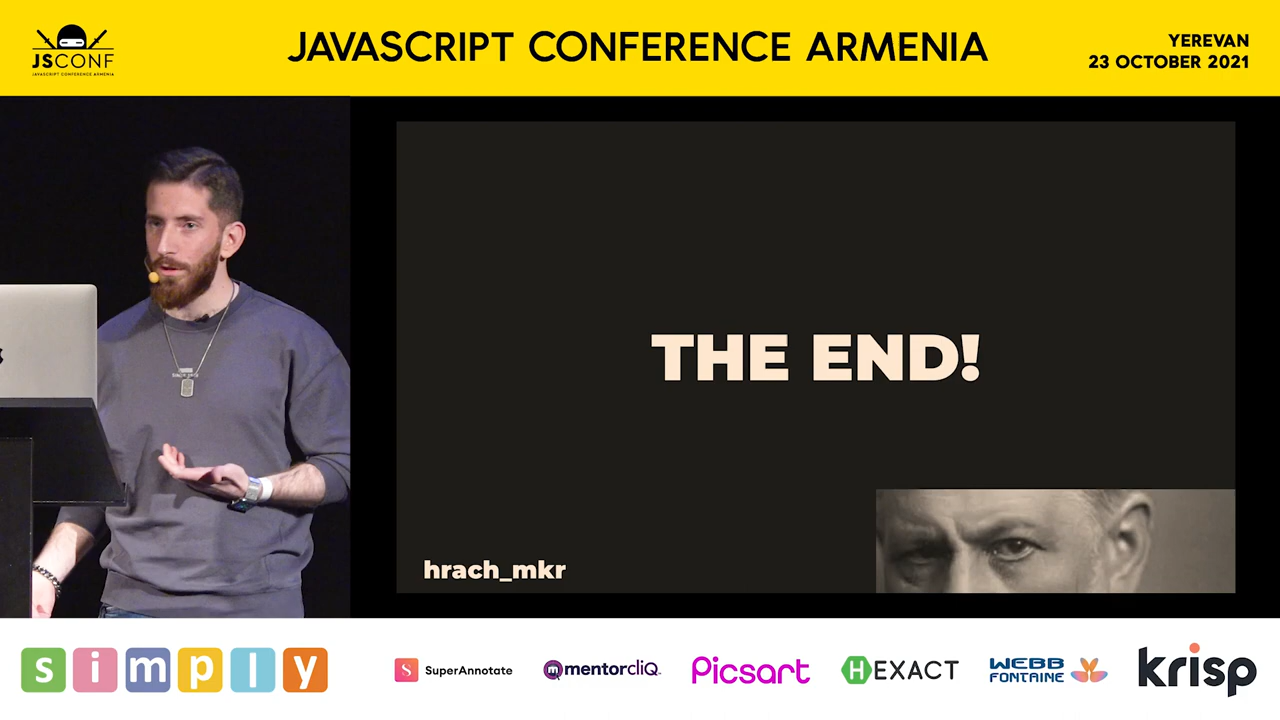 JSCONF
JAVASCRIPT CONFERENCE ARMENIA
JAVASCRIPT CONFERENCE ARMENIA
YEREVAN
23 OCTOBER 2021
THE END!
hrach_mkr
simply
SuperAnnotate
mentorcliQ
Picsart
HEXACT
WEBB
FONTAINE
krisp